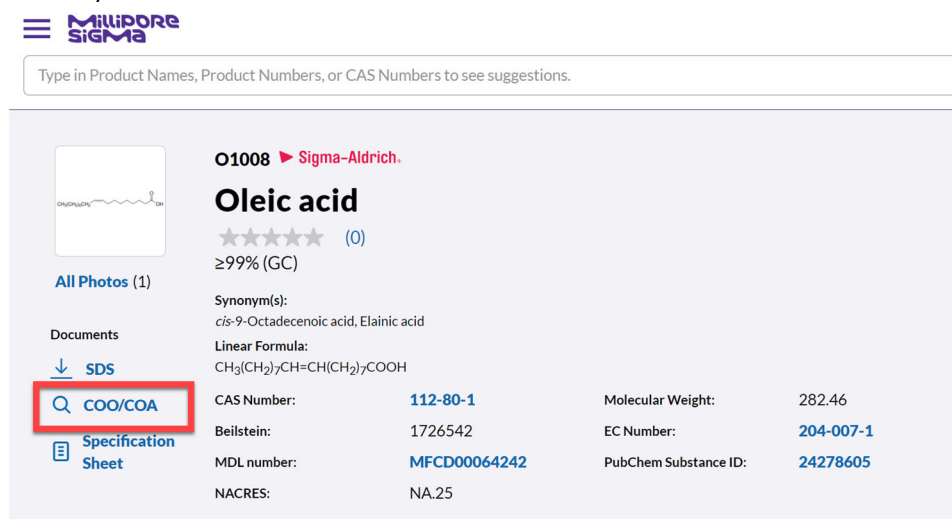 Millipore
Sigma
Type in Product Names, Product Numbers, or CAS Numbers to see suggestions.
O1008 Sigma-Aldrich®
Oleic acid
(0)
≥99% (GC)
All Photos (1)
Synonym(s):
cis-9-Octadecenoic acid, Elainic acid
Documents
Linear Formula:
SDS
CH₃(CH₂)₇CH=CH(CH₂)₇COOH
COO/COA
CAS Number: 112-80-1 Molecular Weight: 282.46
Beilstein: 1726542 EC Number: 204-007-1
Specification
Sheet
MDL number: MFCD00064242 PubChem Substance ID: 24278605
NACRES: NA.25